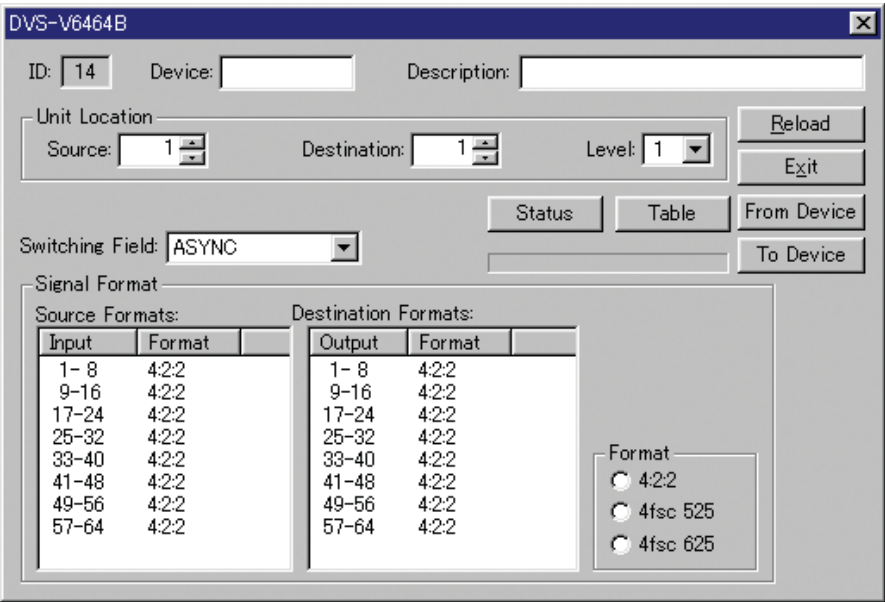 DVS-V6464B
ID: 14 Device: Description:
Unit Location
Source: 1 Destination: 1 Level: 1
Reload
Exit
Status Table From Device
Switching Field: ASYNC
To Device
Signal Format
Source Formats: Destination Formats:
Input Format Output Format
1- 8 4:2:2 1- 8 4:2:2
9-16 4:2:2 9-16 4:2:2
17-24 4:2:2 17-24 4:2:2
25-32 4:2:2 25-32 4:2:2
33-40 4:2:2 33-40 4:2:2
41-48 4:2:2 41-48 4:2:2
49-56 4:2:2 49-56 4:2:2
57-64 4:2:2 57-64 4:2:2
Format
4:2:2
4fsc 525
4fsc 625